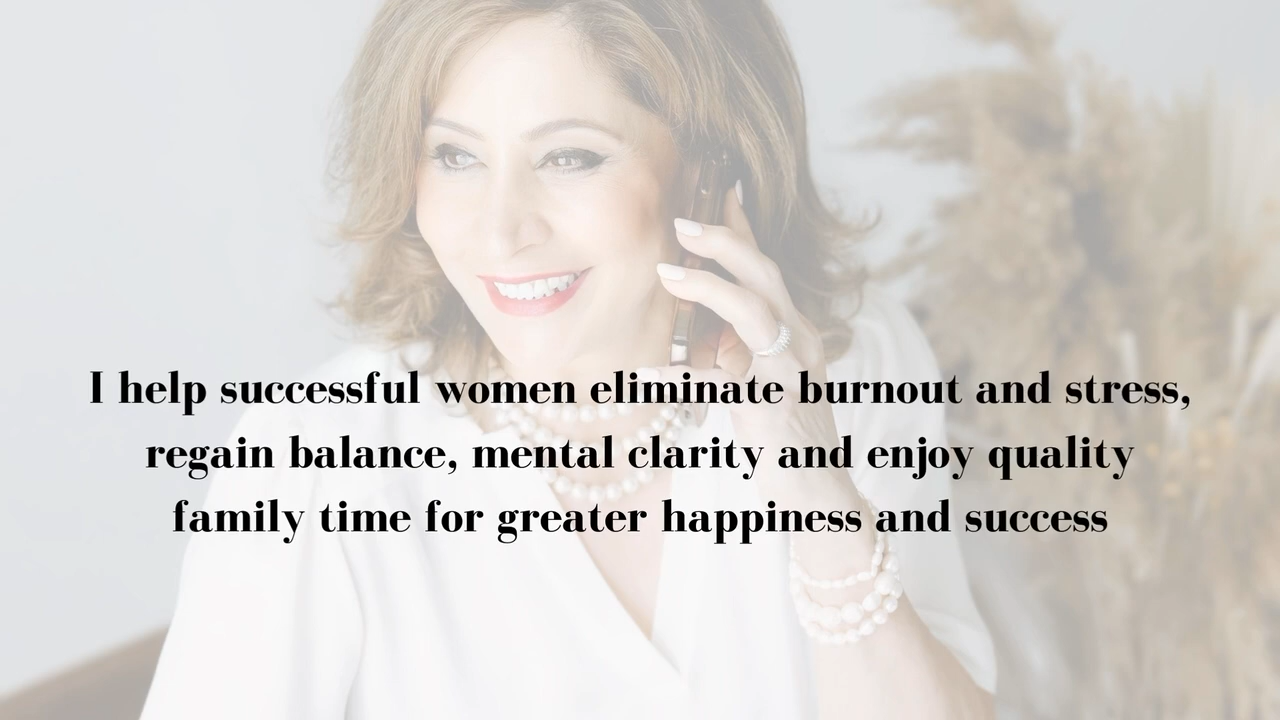 I help successful women eliminate burnout and stress,
regain balance, mental clarity and enjoy quality
family time for greater happiness and success